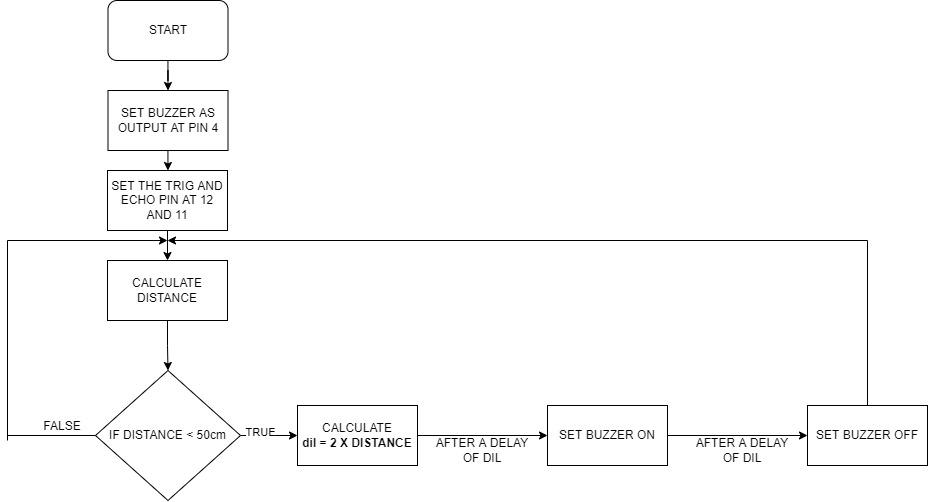 START
SET BUZZER AS
OUTPUT AT PIN 4
SET THE TRIG AND
ECHO PIN AT 12
AND 11
CALCULATE
DISTANCE
IF DISTANCE < 50cm
FALSE
TRUE
CALCULATE
dil = 2 X DISTANCE
AFTER A DELAY
OF DIL
SET BUZZER ON
AFTER A DELAY
OF DIL
SET BUZZER OFF